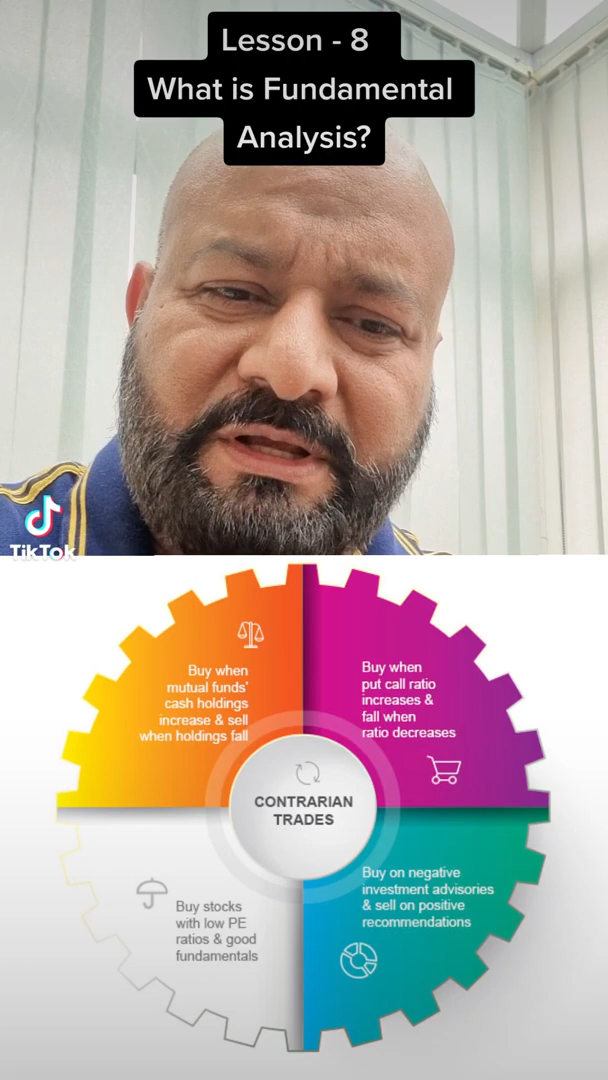 Lesson - 8
What is Fundamental
Analysis?
TikTok
Buy when
mutual funds'
cash holdings
increase & sell
when holdings fall
Buy when
put call ratio
increases &
fall when
ratio decreases
CONTRARIAN
TRADES
Buy stocks
with low PE
ratios & good
fundamentals
Buy on negative
investment advisories
& sell on positive
recommendations